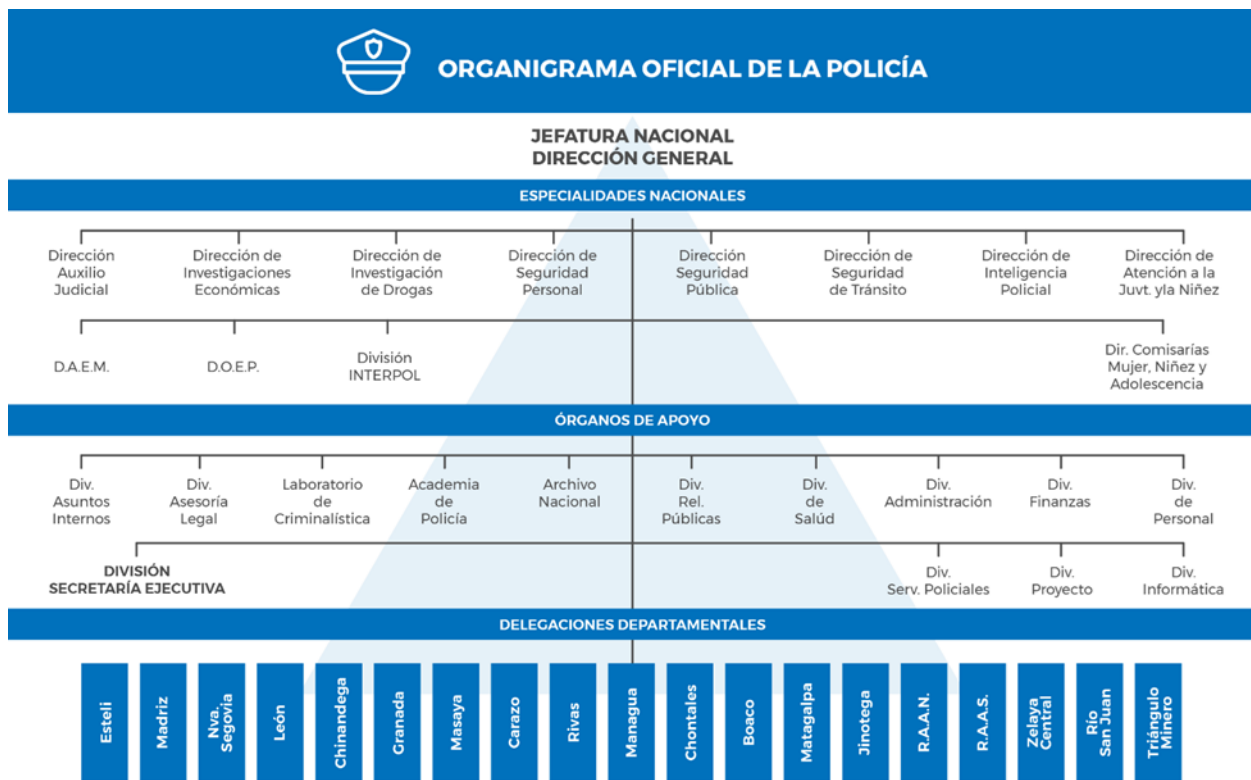 ORGANIGRAMA OFICIAL DE LA POLICÍA
JEFATURA NACIONAL
DIRECCIÓN GENERAL
ESPECIALIDADES NACIONALES
Dirección
Auxilio
Judicial
Dirección de
Investigaciones
Económicas
Dirección de
Investigación
de Drogas
Dirección de
Seguridad
Personal
Dirección
Seguridad
Pública
Dirección de
Seguridad
de Tránsito
Dirección de
Inteligencia
Policial
Dirección de
Atención a la
Juvt. yla Niñez
D.A.E.M.
D.O.E.P.
División
INTERPOL
Dir. Comisarías
Mujer, Niñez y
Adolescencia
ÓRGANOS DE APOYO
Div.
Asuntos
Internos
Div.
Asesoría
Legal
Laboratorio
de
Criminalística
Academia
de
Policía
Archivo
Nacional
Div.
Rel.
Públicas
Div.
de
Salúd
Div.
Administración
Div.
Finanzas
Div.
de
Personal
DIVISIÓN
SECRETARÍA EJECUTIVA
Div.
Serv. Policiales
Div.
Proyecto
Div.
Informática
DELEGACIONES DEPARTAMENTALES
Esteli
Madriz
Nva.
Segovia
León
Chinandega
Granada
Masaya
Carazo
Rivas
Managua
Chontales
Boaco
Matagalpa
Jinotega
R.A.A.N.
R.A.A.S.
Zelaya
Central
Río
San Juan
Triángulo
Minero